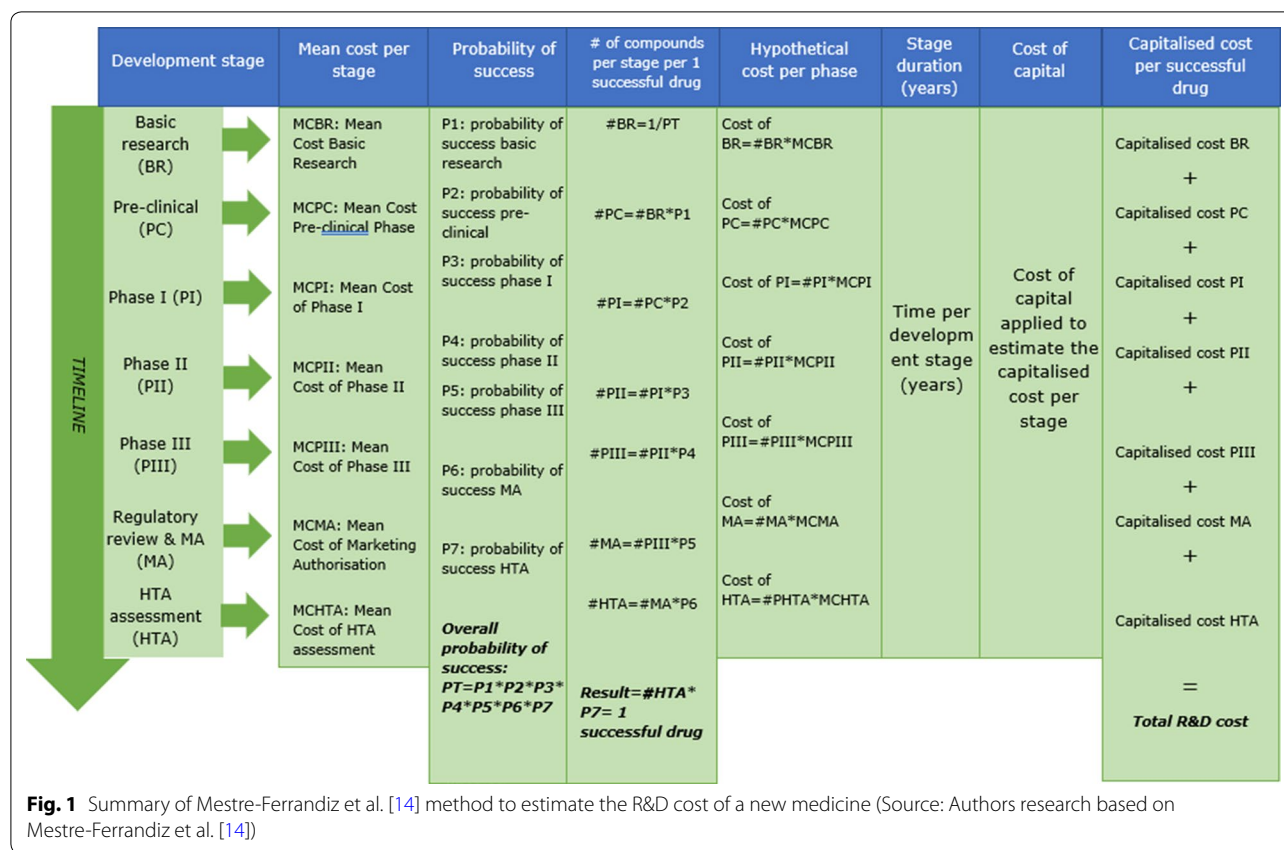 Development stage
Mean cost per
stage
Probability of
success
# of compounds
per stage per 1
successful drug
Hypothetical
cost per phase
Stage
duration
(years)
Cost of
capital
Capitalised cost
per successful
drug
TIMELINE
Basic
research
(BR)
Pre-clinical
(PC)
Phase I (PI)
Phase II
(PII)
Phase III
(PIII)
Regulatory
review & MA
(MA)
HTA
assessment
(HTA)
MCBR: Mean
Cost Basic
Research
MCPC: Mean Cost
Pre-clinical Phase
MCPI: Mean Cost
of Phase I
MCPII: Mean
Cost of Phase II
MCPIII: Mean
Cost of Phase III
MCMA: Mean
Cost of Marketing
Authorisation
MCHTA: Mean
Cost of HTA
assessment
P1: probability of
success basic
research
P2: probability of
success pre-
clinical
P3: probability of
success phase I
P4: probability of
success phase II
P5: probability of
success phase III
P6: probability of
success MA
P7: probability of
success HTA
Overall
probability of
success:
PT=P1*P2*P3*
P4*P5*P6*P7
#BR=1/PT
#PC=#BR*P1
#PI=#PC*P2
#PII=#PI*P3
#PIII=#PII*P4
#MA=#PIII*P5
#HTA=#MA*P6
Result=#HTA*
P7= 1
successful drug
Cost of
BR=#BR*MCBR
Cost of
PC=#PC*MCPC
Cost of PI=#PI*MCPI
Cost of
PII=#PII*MCPII
Cost of
PIII=#PIII*MCPIII
Cost of
MA=#MA*MCMA
Cost of
HTA=#PHTA*MCHTA
Time per
developm
ent stage
(years)
Cost of
capital
applied to
estimate the
capitalised
cost per
stage
Capitalised cost BR
+
Capitalised cost PC
+
Capitalised cost PI
+
Capitalised cost PII
+
Capitalised cost PIII
+
Capitalised cost MA
+
Capitalised cost HTA
=
Total R&D cost
Fig. 1 Summary of Mestre-Ferrandiz et al. [14] method to estimate the R&D cost of a new medicine (Source: Authors research based on
Mestre-Ferrandiz et al. [14])